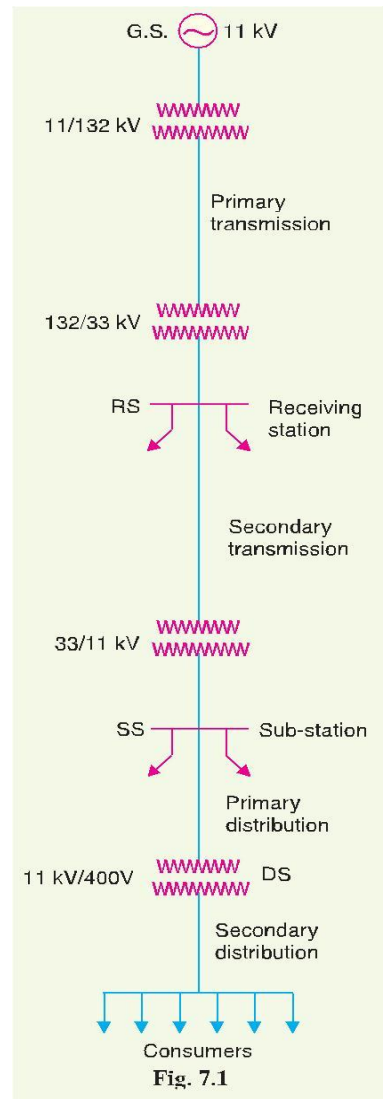 G.S. 11 kV
11/132 kV
Primary
transmission
132/33 kV
RS Receiving
station
Secondary
transmission
33/11 kV
SS Sub-station
Primary
distribution
11 kV/400V DS
Secondary
distribution
Consumers
Fig. 7.1